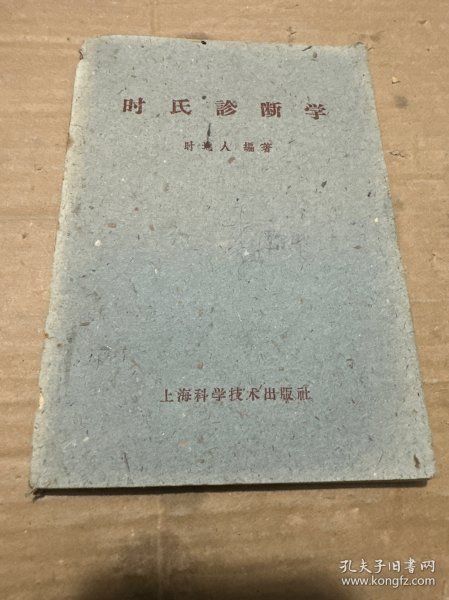 时氏診断学
时逸人 編著
上海科学技术出版社
孔夫子旧书网
www.kongfz.com